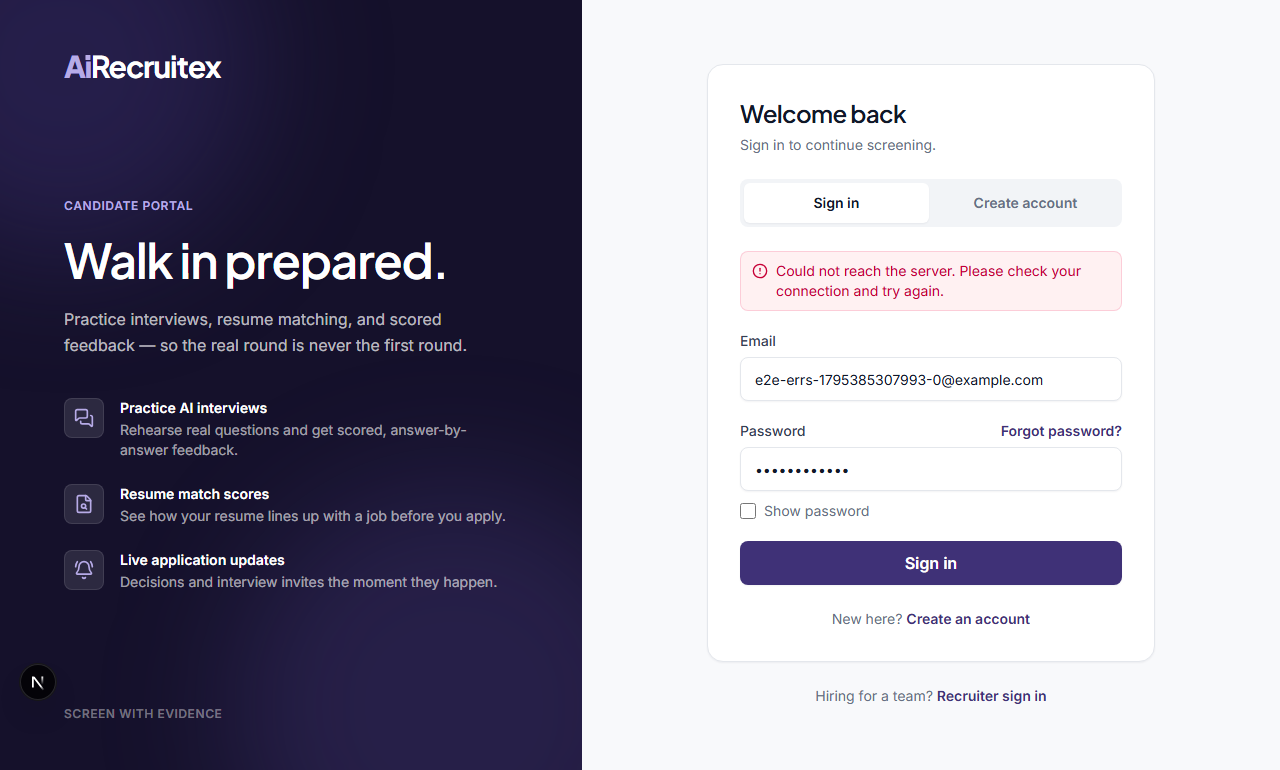 AiRecruitex
CANDIDATE PORTAL
Walk in prepared.
Practice interviews, resume matching, and scored
feedback — so the real round is never the first round.
Practice AI interviews
Rehearse real questions and get scored, answer-by-
answer feedback.
Resume match scores
See how your resume lines up with a job before you apply.
Live application updates
Decisions and interview invites the moment they happen.
N
SCREEN WITH EVIDENCE
Welcome back
Sign in to continue screening.
Sign in
Create account
Could not reach the server. Please check your
connection and try again.
Email
e2e-errs-1795385307993-0@example.com
Password
Forgot password?
••••••••••••
Show password
Sign in
New here? Create an account
Hiring for a team? Recruiter sign in